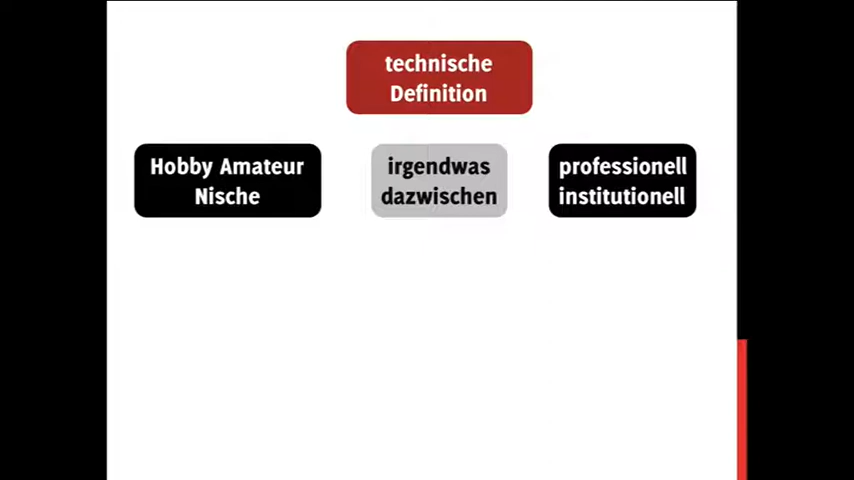 technische
Definition
Hobby Amateur
Nische
irgendwas
dazwischen
professionell
institutionell